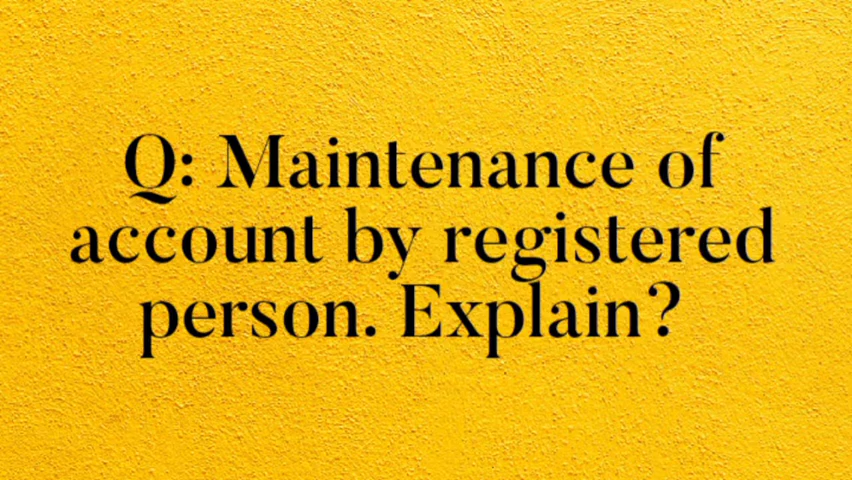 Q: Maintenance of
account by registered
person. Explain?